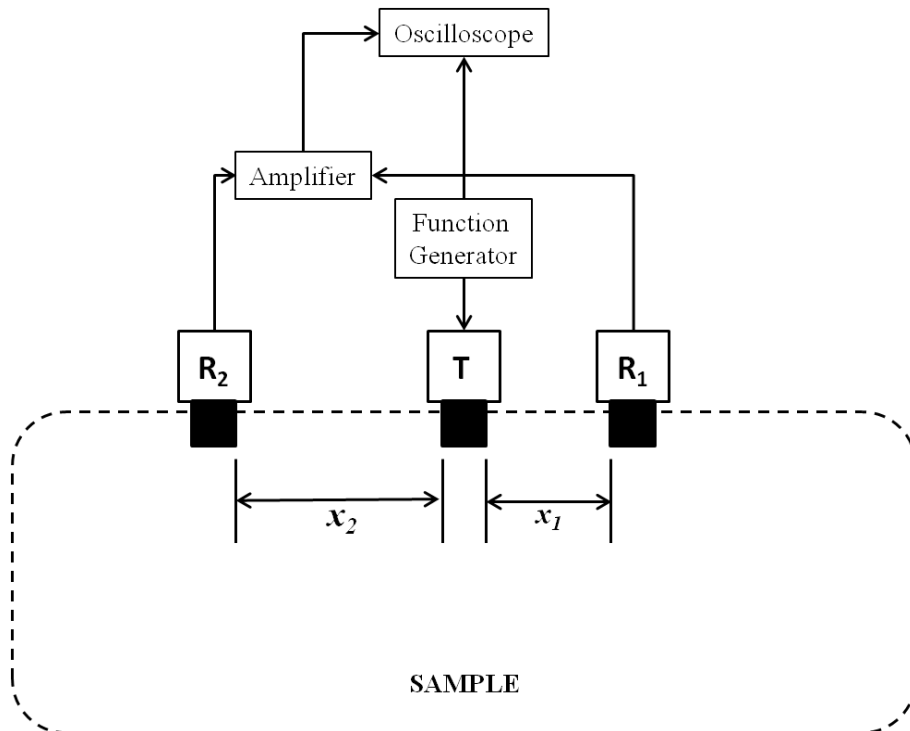 Oscilloscope
Amplifier
Function
Generator
R₂
T
R₁
x₂
x₁
SAMPLE